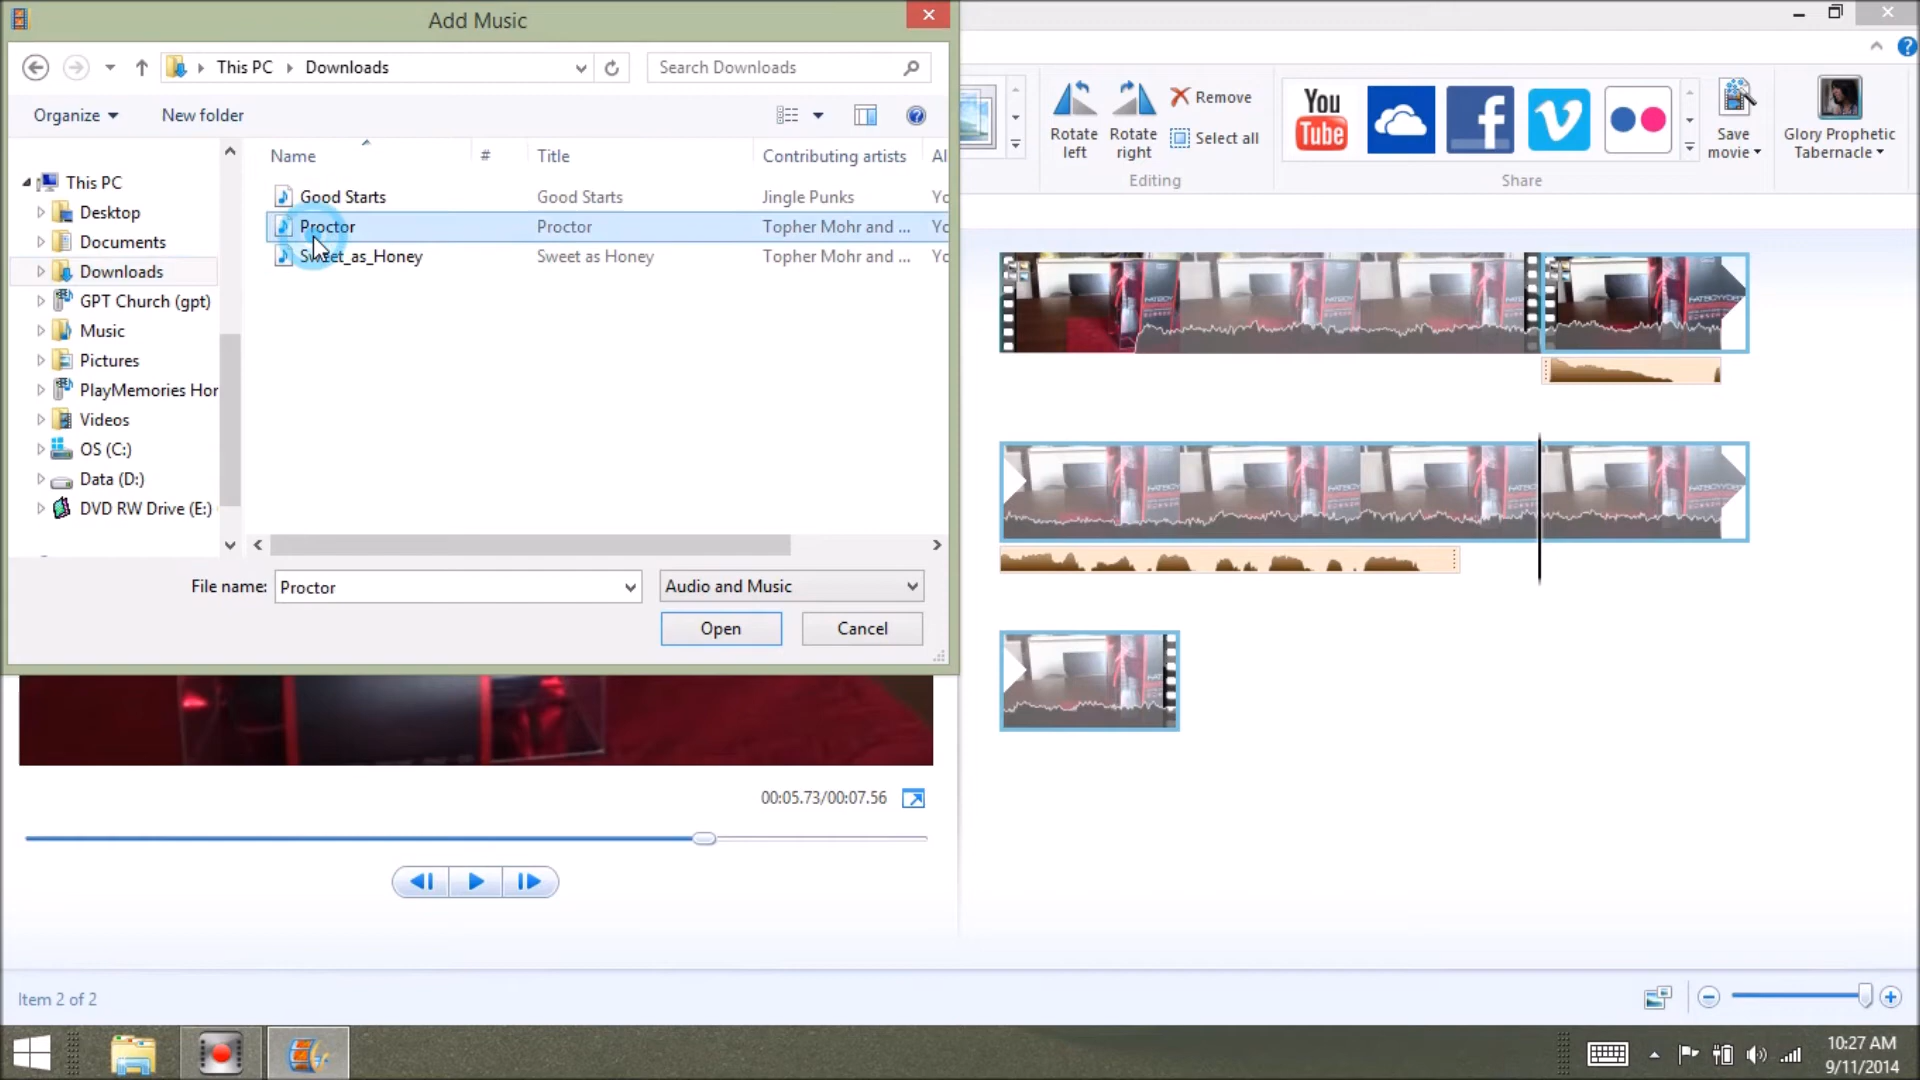 Add Music
This PC
Downloads
Search Downloads
Organize
New folder
Name
#
Title
Contributing artists
Al
Good Starts
Good Starts
Jingle Punks
Yc
Proctor
Proctor
Topher Mohr and ...
Yc
Sweet_as_Honey
Sweet as Honey
Topher Mohr and ...
Yc
This PC
Desktop
Documents
Downloads
GPT Church (gpt)
Music
Pictures
PlayMemories Hor
Videos
OS (C:)
Data (D:)
DVD RW Drive (E:)
File name:
Proctor
Audio and Music
Open
Cancel
Rotate
left
Rotate
right
Remove
Select all
Editing
You
Tube
Save
movie
Share
Glory Prophetic
Tabernacle
00:05.73/00:07.56
Item 2 of 2
10:27 AM
9/11/2014